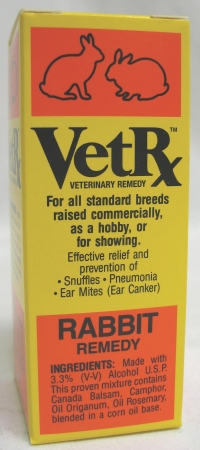 VetRx™
VETERINARY REMEDY
For all standard breeds
raised commercially,
as a hobby, or
for showing.
Effective relief and
prevention of
• Snuffles • Pneumonia
• Ear Mites (Ear Canker)
RABBIT
REMEDY
INGREDIENTS: Made with
3.3% (V-V) Alcohol U.S.P.
This proven mixture contains
Canada Balsam, Camphor,
Oil Origanum, Oil Rosemary,
blended in a corn oil base.